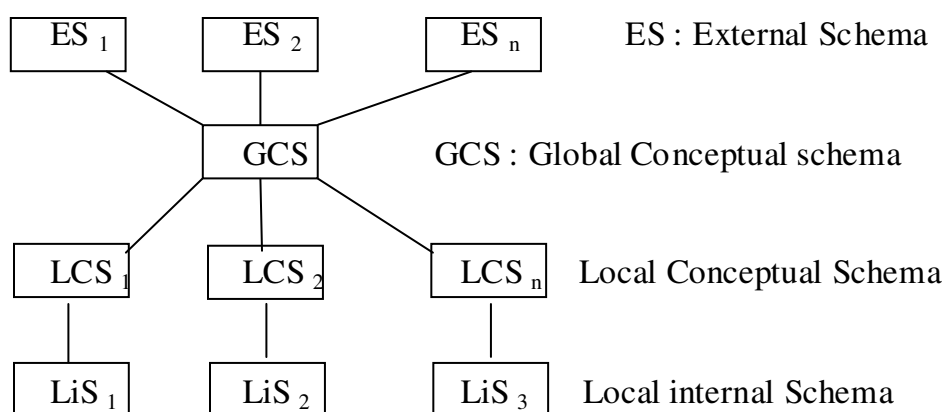 ES 1 ES 2 ES n ES : External Schema
GCS GCS : Global Conceptual schema
LCS 1 LCS 2 LCS n Local Conceptual Schema
LiS 1 LiS 2 LiS 3 Local internal Schema